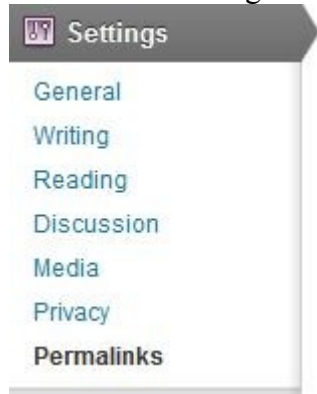 Settings
General
Writing
Reading
Discussion
Media
Privacy
Permalinks